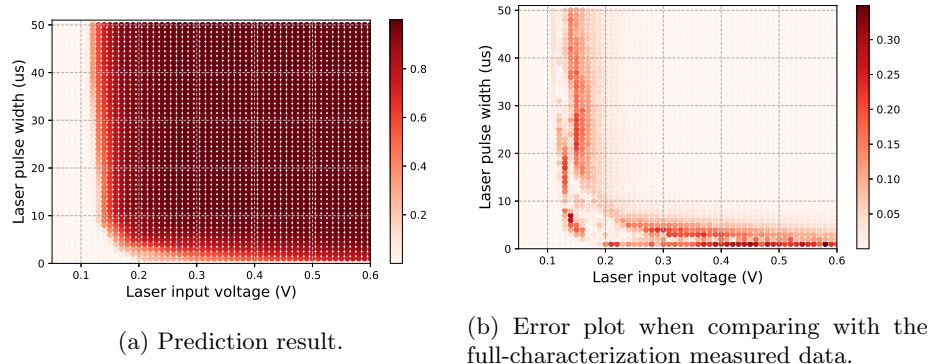 50
40
30
20
10
0
Laser pulse width (us)
0.1 0.2 0.3 0.4 0.5 0.6
Laser input voltage (V)
0.8
0.6
0.4
0.2
(a) Prediction result.
50
40
30
20
10
0
Laser pulse width (us)
0.1 0.2 0.3 0.4 0.5 0.6
Laser input voltage (V)
0.30
0.25
0.20
0.15
0.10
0.05
(b) Error plot when comparing with the
full-characterization measured data.